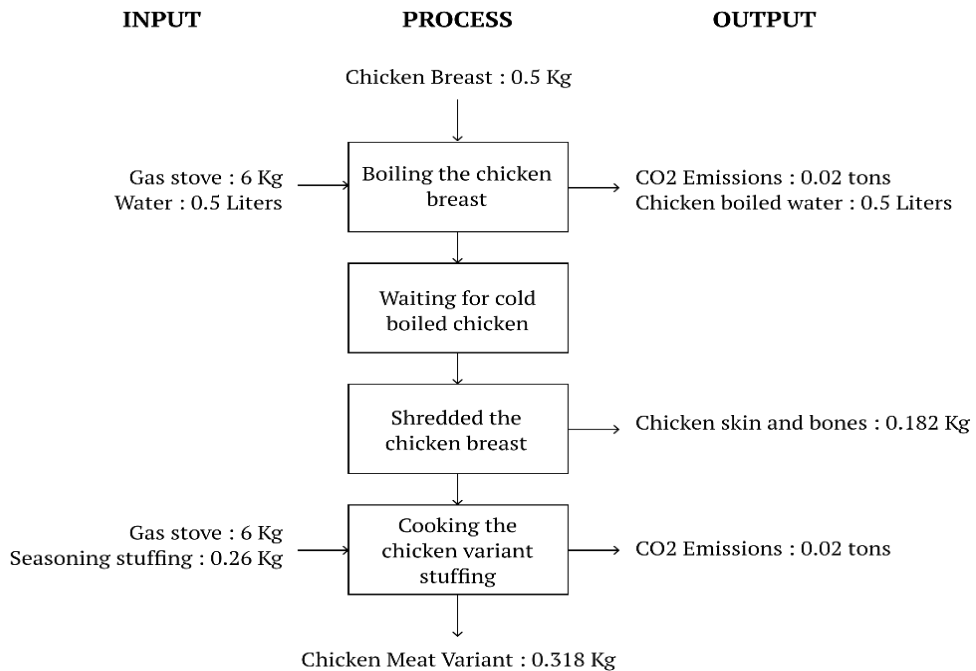 INPUT
PROCESS
OUTPUT
Chicken Breast : 0.5 Kg
Gas stove : 6 Kg
Water : 0.5 Liters
Boiling the chicken
breast
CO2 Emissions : 0.02 tons
Chicken boiled water : 0.5 Liters
Waiting for cold
boiled chicken
Shredded the
chicken breast
Chicken skin and bones : 0.182 Kg
Gas stove : 6 Kg
Seasoning stuffing : 0.26 Kg
Cooking the
chicken variant
stuffing
CO2 Emissions : 0.02 tons
Chicken Meat Variant : 0.318 Kg